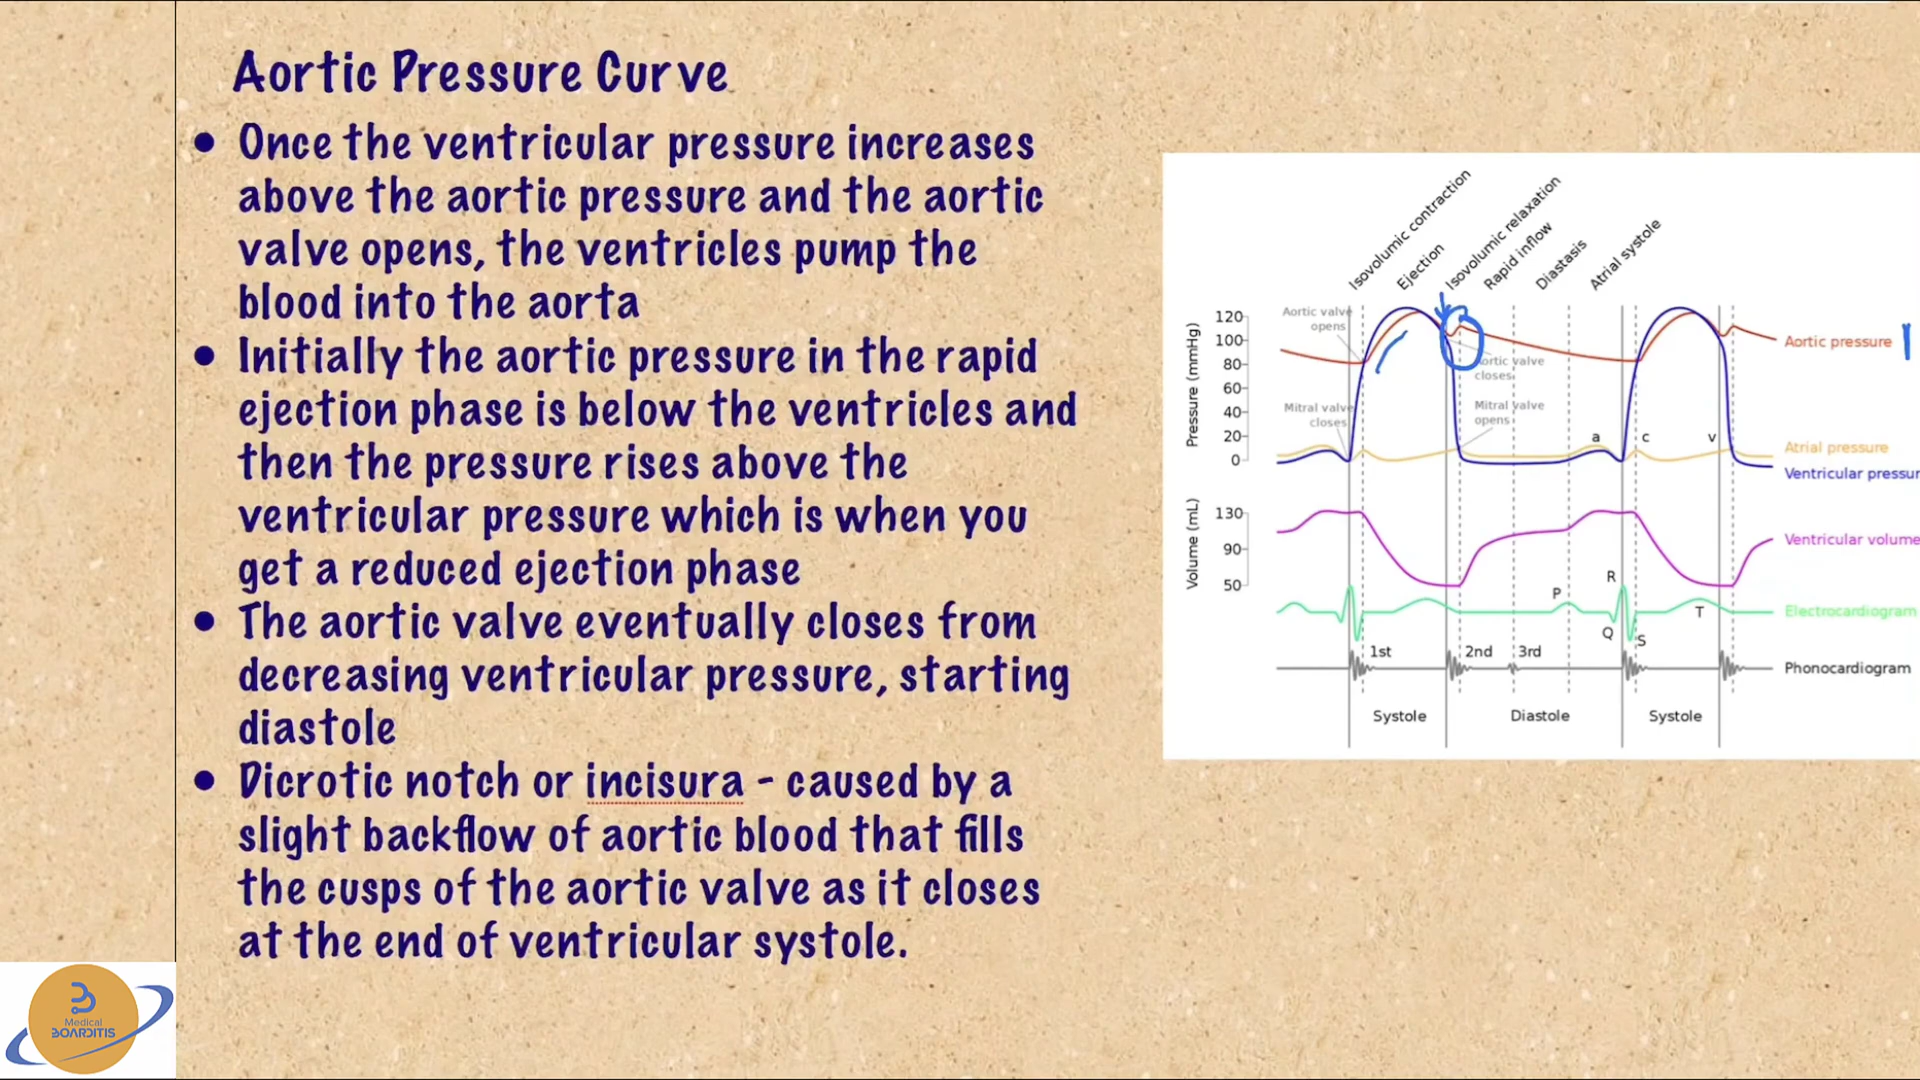 Aortic Pressure Curve
• Once the ventricular pressure increases
above the aortic pressure and the aortic
valve opens, the ventricles pump the
blood into the aorta
• Initially the aortic pressure in the rapid
ejection phase is below the ventricles and
then the pressure rises above the
ventricular pressure which is when you
get a reduced ejection phase
• The aortic valve eventually closes from
decreasing ventricular pressure, starting
diastole
• Dicrotic notch or incisura - caused by a
slight backflow of aortic blood that fills
the cusps of the aortic valve as it closes
at the end of ventricular systole.
Medical
BOARDITIS
Isovolumic contraction
Ejection
Isovolumic relaxation
Rapid inflow
Diastasis
Atrial systole
Pressure (mmHg)
120
100
80
60
40
20
0
Aortic valve
opens
Aortic valve
closes
Mitral valve
closes
Mitral valve
opens
a
c
v
Aortic pressure
Atrial pressure
Ventricular pressur
Volume (mL)
130
90
50
Ventricular volume
R
P
Q
S
T
Electrocardiogram
1st
2nd
3rd
Phonocardiogram
Systole
Diastole
Systole